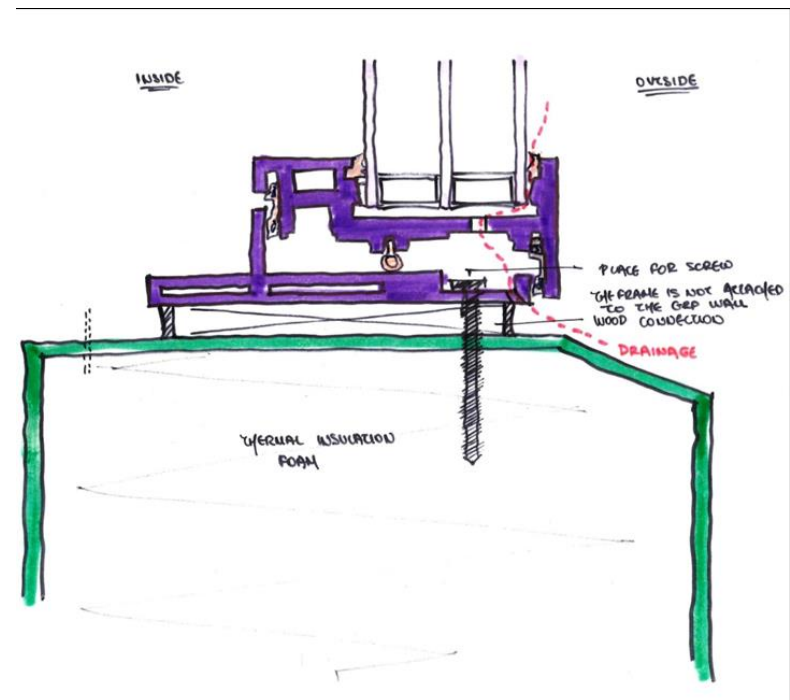 INSIDE
OUTSIDE
PLACE FOR SCREW
THE FRAME IS NOT ATTACHED
TO THE GRP WALL
WOOD CONNECTION
DRAINAGE
THERMAL INSULATION
FOAM